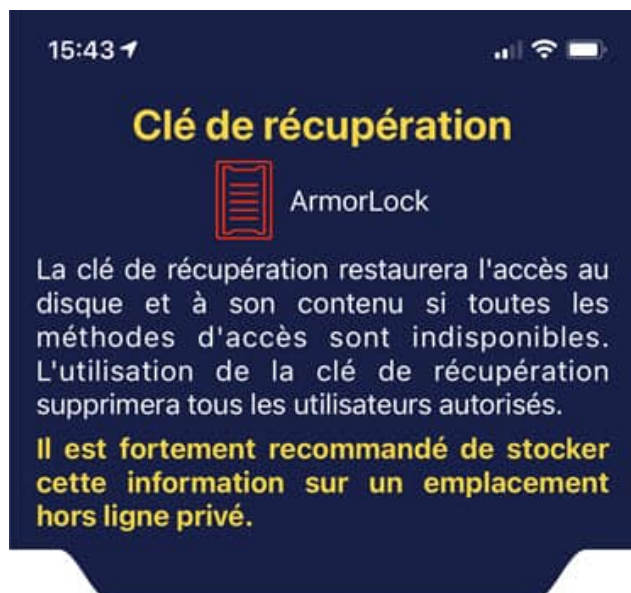 15:43
Clé de récupération
ArmorLock
La clé de récupération restaurera l'accès au
disque et à son contenu si toutes les
méthodes d'accès sont indisponibles.
L'utilisation de la clé de récupération
supprimera tous les utilisateurs autorisés.
Il est fortement recommandé de stocker
cette information sur un emplacement
hors ligne privé.